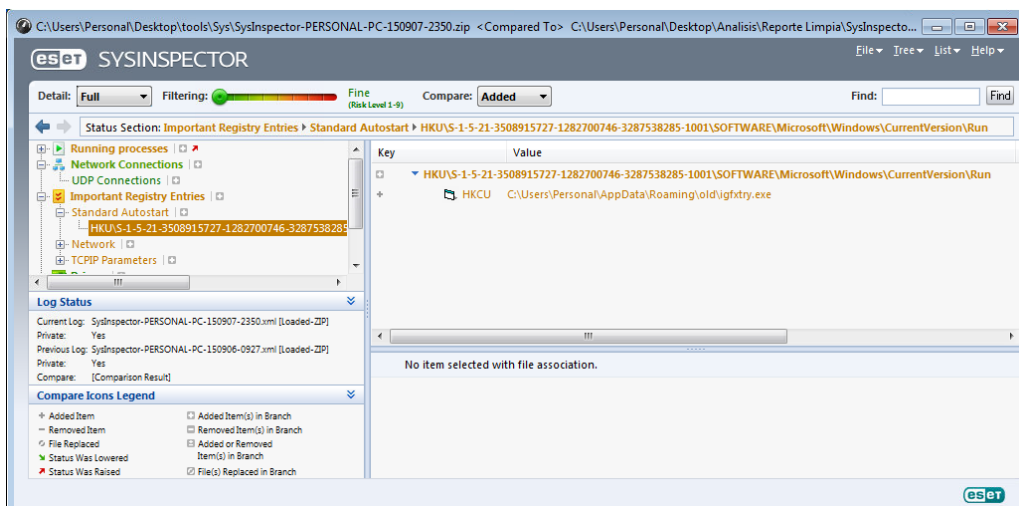 C:\Users\Personal\Desktop\tools\Sys\SysInspector-PERSONAL-PC-150907-2350.zip <Compared To> C:\Users\Personal\Desktop\Analisis\Reporte Limpia\SysInspecto...
eset SYSINSPECTOR
File Tree List Help
Detail: Full Filtering: Fine (Risk Level 1-9) Compare: Added Find: Find
Status Section: Important Registry Entries Standard Autostart HKU\S-1-5-21-3508915727-1282700746-3287538285-1001\SOFTWARE\Microsoft\Windows\CurrentVersion\Run
Running processes
Network Connections
UDP Connections
Important Registry Entries
Standard Autostart
HKU\S-1-5-21-3508915727-1282700746-3287538285
Network
TCPIP Parameters
Key Value
HKU\S-1-5-21-3508915727-1282700746-3287538285-1001\SOFTWARE\Microsoft\Windows\CurrentVersion\Run
HKCU C:\Users\Personal\AppData\Roaming\old\igfxtry.exe
Log Status
Current Log: SysInspector-PERSONAL-PC-150907-2350.xml [Loaded-ZIP]
Private: Yes
Previous Log: SysInspector-PERSONAL-PC-150906-0927.xml [Loaded-ZIP]
Private: Yes
Compare: [Comparison Result]
No item selected with file association.
Compare Icons Legend
Added Item Added Item(s) in Branch
Removed Item Removed Item(s) in Branch
File Replaced Added or Removed Item(s) in Branch
Status Was Lowered
Status Was Raised File(s) Replaced in Branch
eset